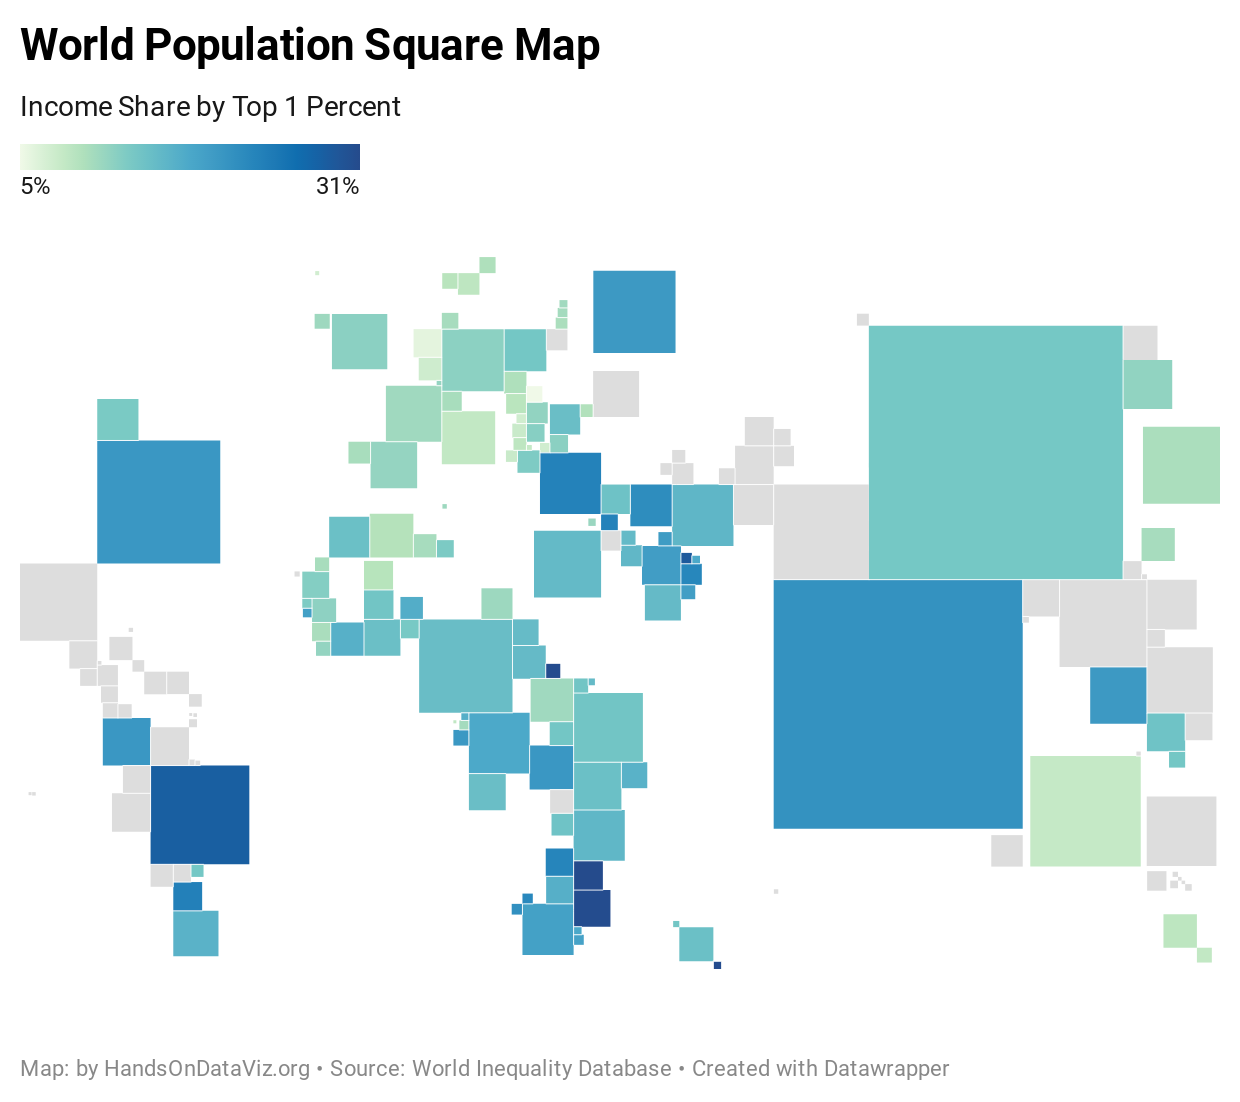 World Population Square Map
Income Share by Top 1 Percent
5% 31%
Map: by HandsOnDataViz.org • Source: World Inequality Database • Created with Datawrapper